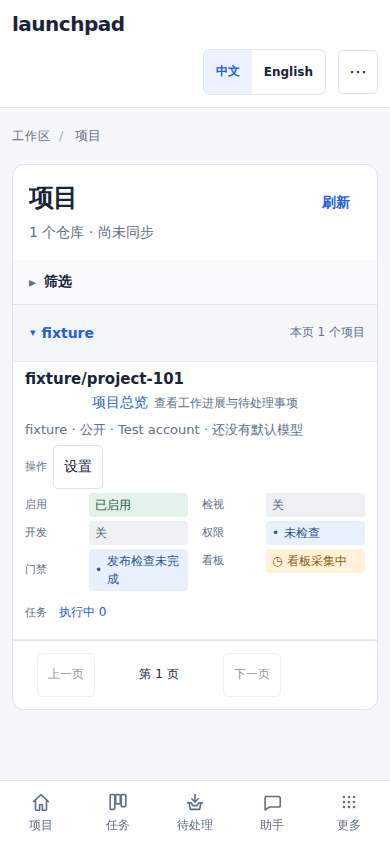 launchpad
中文 English ···
工作区 / 项目
项目
刷新
1 个仓库 · 尚未同步
▸ 筛选
▾ fixture 本页 1 个项目
fixture/project-101
项目总览 查看工作进展与待处理事项
fixture · 公开 · Test account · 还没有默认模型
操作 设置
启用 已启用 检视 关
开发 关 权限 • 未检查
门禁 • 发布检查未完成 看板 ◷ 看板采集中
任务 执行中 0
上一页 第 1 页 下一页
项目 任务 待处理 助手 更多